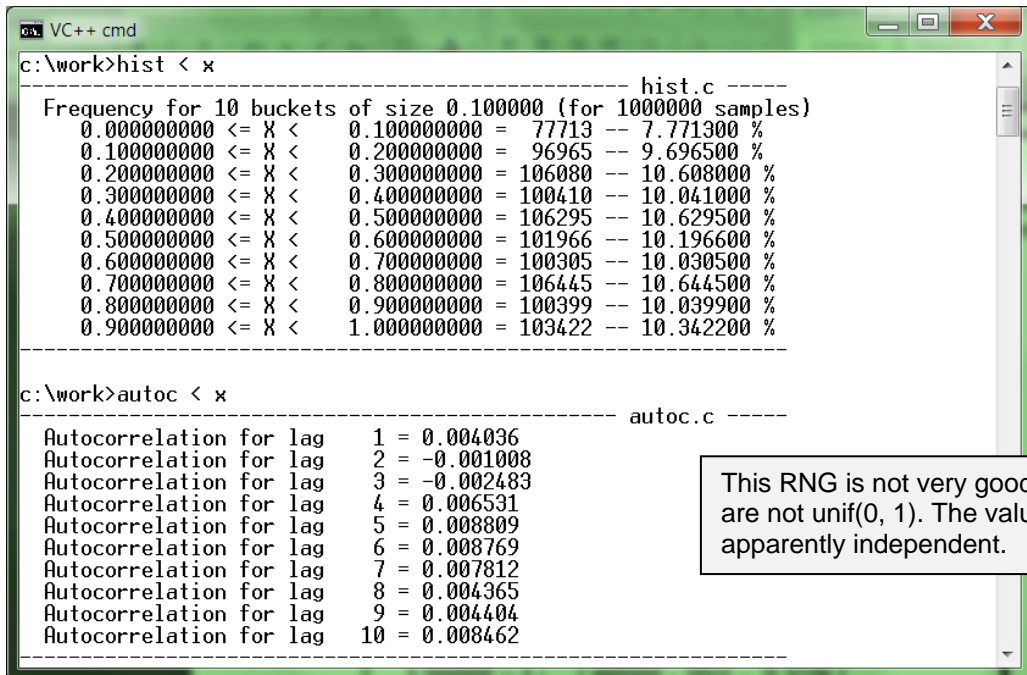 VC++ cmd
c:\work>hist < x
-------------------------------------------------- hist.c -----
Frequency for 10 buckets of size 0.100000 (for 1000000 samples)
0.000000000 <= X < 0.100000000 = 77713 -- 7.771300 %
0.100000000 <= X < 0.200000000 = 96965 -- 9.696500 %
0.200000000 <= X < 0.300000000 = 106080 -- 10.608000 %
0.300000000 <= X < 0.400000000 = 100410 -- 10.041000 %
0.400000000 <= X < 0.500000000 = 106295 -- 10.629500 %
0.500000000 <= X < 0.600000000 = 101966 -- 10.196600 %
0.600000000 <= X < 0.700000000 = 100305 -- 10.030500 %
0.700000000 <= X < 0.800000000 = 106445 -- 10.644500 %
0.800000000 <= X < 0.900000000 = 100399 -- 10.039900 %
0.900000000 <= X < 1.000000000 = 103422 -- 10.342200 %
---------------------------------------------------------------
c:\work>autoc < x
------------------------------------------------- autoc.c -----
Autocorrelation for lag 1 = 0.004036
Autocorrelation for lag 2 = -0.001008
Autocorrelation for lag 3 = -0.002483
Autocorrelation for lag 4 = 0.006531
Autocorrelation for lag 5 = 0.008809
Autocorrelation for lag 6 = 0.008769
Autocorrelation for lag 7 = 0.007812
Autocorrelation for lag 8 = 0.004365
Autocorrelation for lag 9 = 0.004404
Autocorrelation for lag 10 = 0.008462
---------------------------------------------------------------
This RNG is not very good
are not unif(0, 1). The valu
apparently independent.